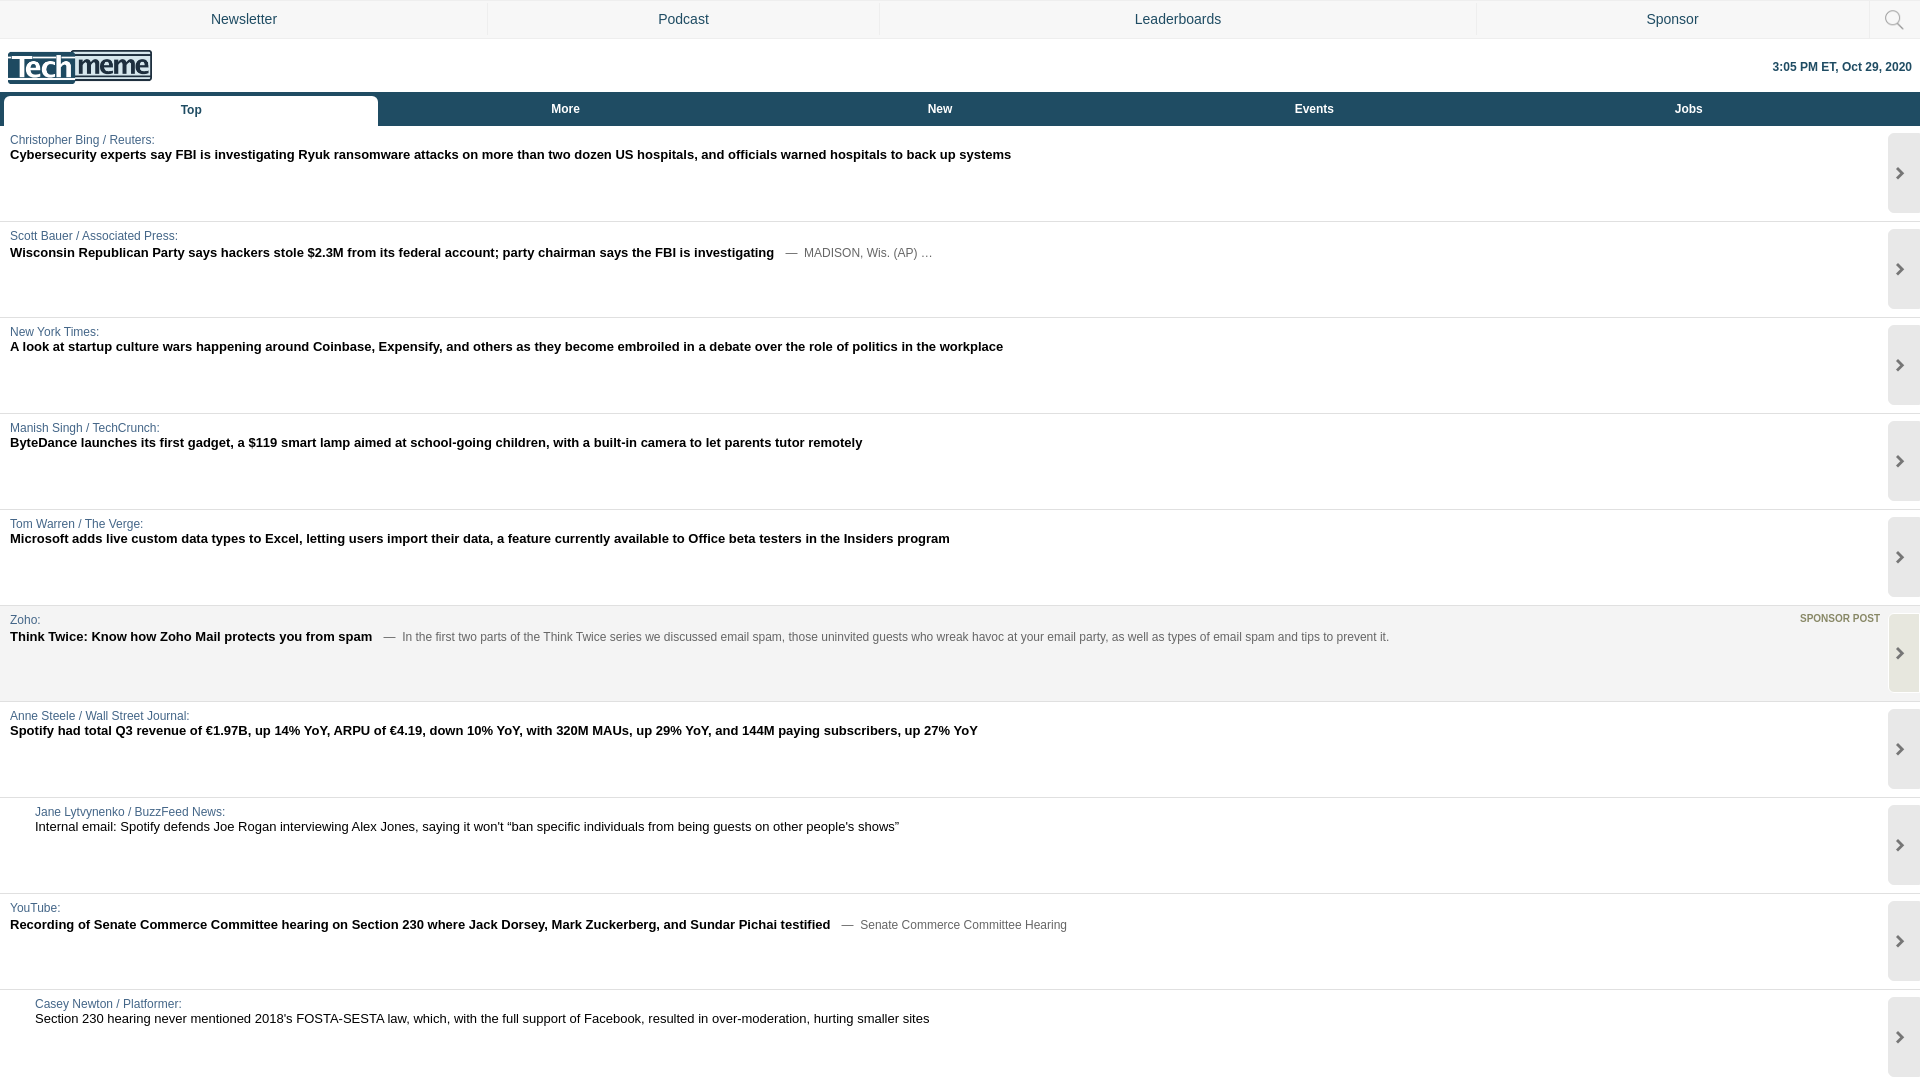 Newsletter Podcast Leaderboards Sponsor
Techmeme 3:05 PM ET, Oct 29, 2020
Top More New Events Jobs
Christopher Bing / Reuters:
Cybersecurity experts say FBI is investigating Ryuk ransomware attacks on more than two dozen US hospitals, and officials warned hospitals to back up systems
Scott Bauer / Associated Press:
Wisconsin Republican Party says hackers stole $2.3M from its federal account; party chairman says the FBI is investigating — MADISON, Wis. (AP) …
New York Times:
A look at startup culture wars happening around Coinbase, Expensify, and others as they become embroiled in a debate over the role of politics in the workplace
Manish Singh / TechCrunch:
ByteDance launches its first gadget, a $119 smart lamp aimed at school-going children, with a built-in camera to let parents tutor remotely
Tom Warren / The Verge:
Microsoft adds live custom data types to Excel, letting users import their data, a feature currently available to Office beta testers in the Insiders program
Zoho: SPONSOR POST
Think Twice: Know how Zoho Mail protects you from spam — In the first two parts of the Think Twice series we discussed email spam, those uninvited guests who wreak havoc at your email party, as well as types of email spam and tips to prevent it.
Anne Steele / Wall Street Journal:
Spotify had total Q3 revenue of €1.97B, up 14% YoY, ARPU of €4.19, down 10% YoY, with 320M MAUs, up 29% YoY, and 144M paying subscribers, up 27% YoY
Jane Lytvynenko / BuzzFeed News:
Internal email: Spotify defends Joe Rogan interviewing Alex Jones, saying it won't “ban specific individuals from being guests on other people's shows”
YouTube:
Recording of Senate Commerce Committee hearing on Section 230 where Jack Dorsey, Mark Zuckerberg, and Sundar Pichai testified — Senate Commerce Committee Hearing
Casey Newton / Platformer:
Section 230 hearing never mentioned 2018's FOSTA-SESTA law, which, with the full support of Facebook, resulted in over-moderation, hurting smaller sites